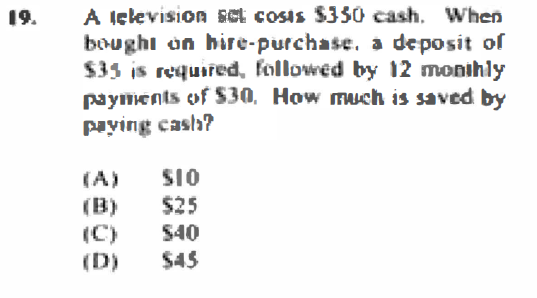 19. A television set costs $350 cash. When
bought on hire-purchase, a deposit of
$35 is required, followed by 12 monthly
payments of $30. How much is saved by
paying cash?
(A) $10
(B) $25
(C) $40
(D) $45